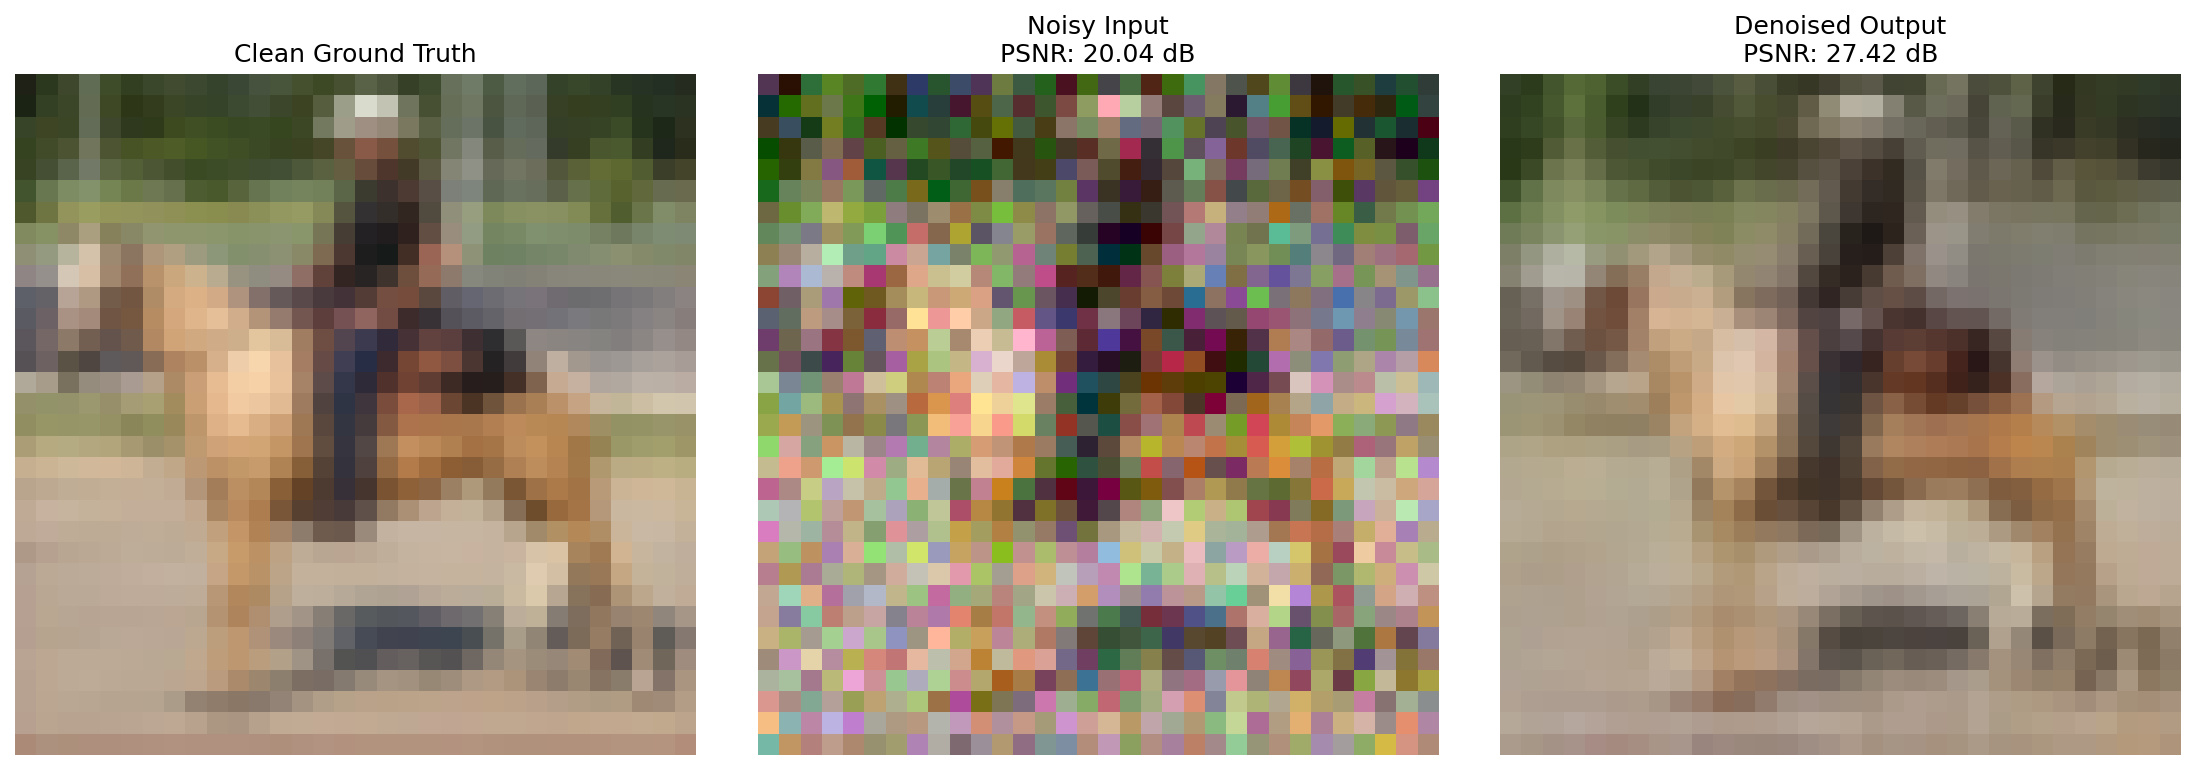 Clean Ground Truth
Noisy Input
PSNR: 20.04 dB
Denoised Output
PSNR: 27.42 dB